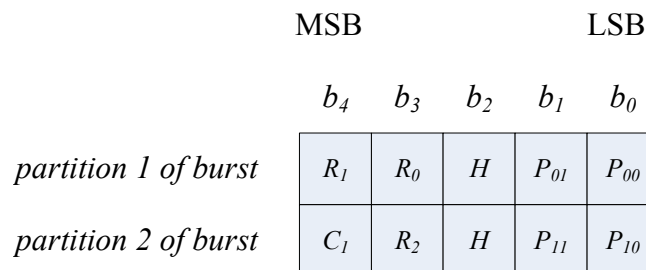 MSB LSB
b₄ b₃ b₂ b₁ b₀
partition 1 of burst R₁ R₀ H P₀₁ P₀₀
partition 2 of burst C₁ R₂ H P₁₁ P₁₀